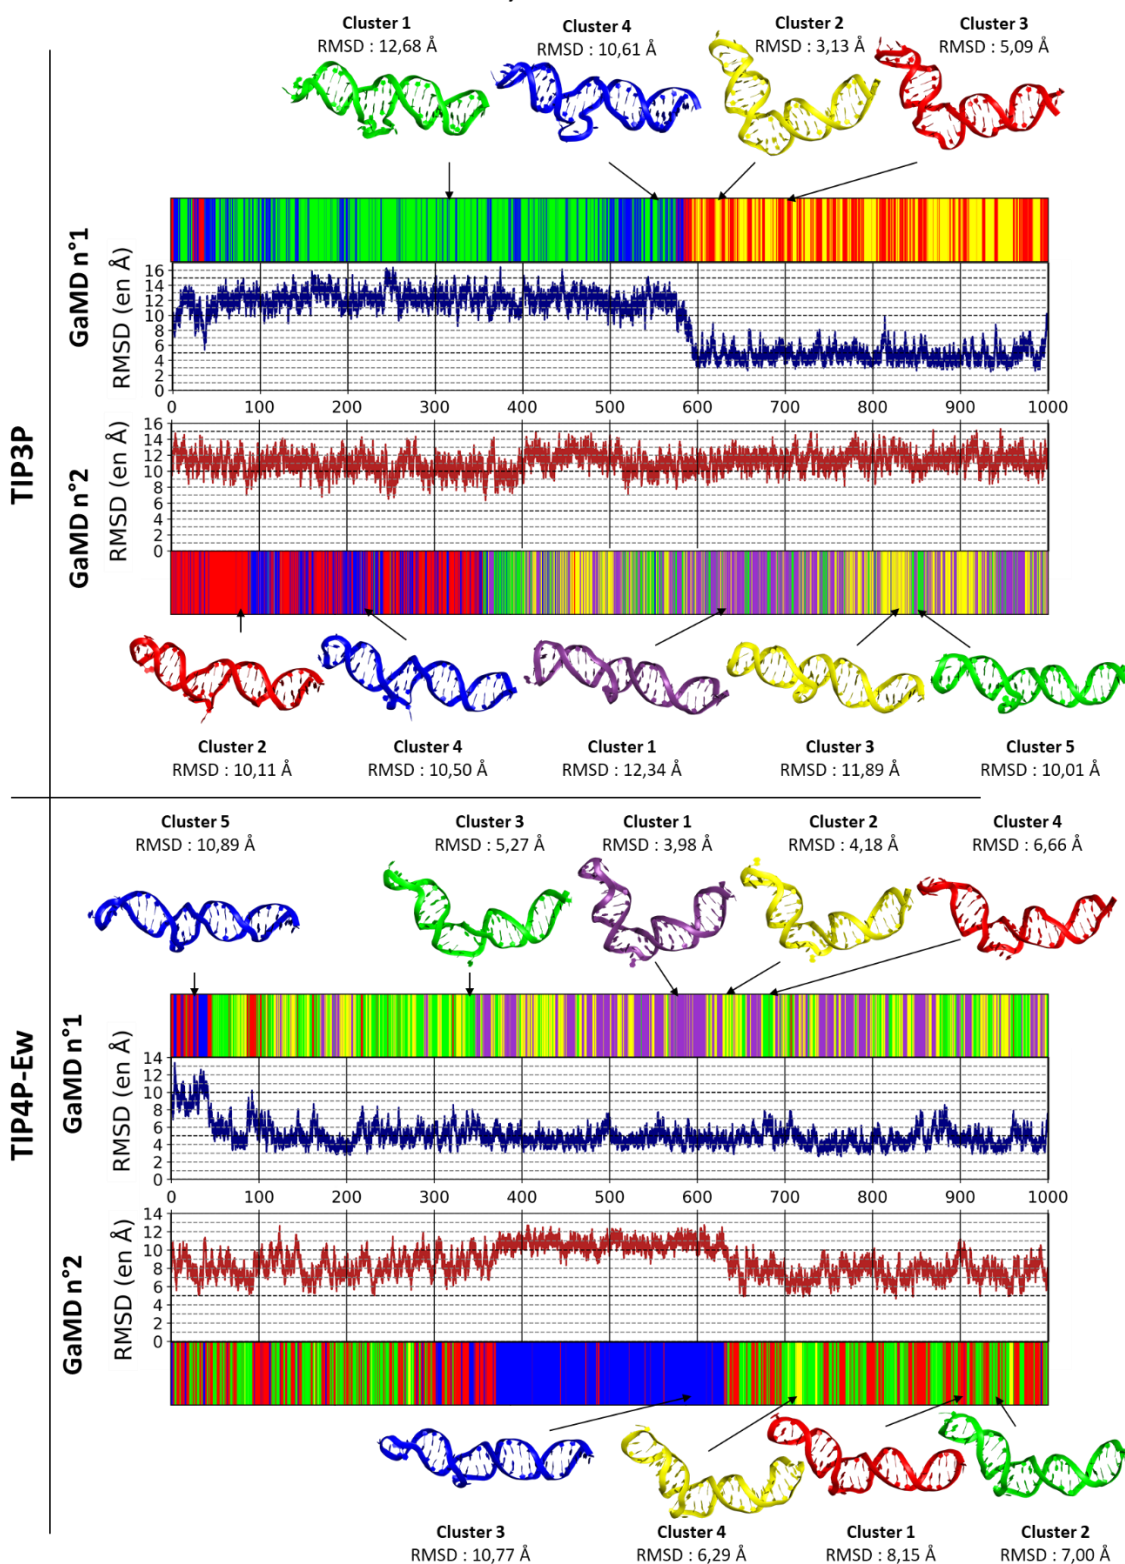 Cluster 1
RMSD : 12,68 Å
Cluster 4
RMSD : 10,61 Å
Cluster 2
RMSD : 3,13 Å
Cluster 3
RMSD : 5,09 Å
TIP3P
GaMD n°1
RMSD (en Å)
16
14
12
10
8
6
4
2
0
0 100 200 300 400 500 600 700 800 900 1000
GaMD n°2
RMSD (en Å)
16
14
12
10
8
6
4
2
0
Cluster 2
RMSD : 10,11 Å
Cluster 4
RMSD : 10,50 Å
Cluster 1
RMSD : 12,34 Å
Cluster 3
RMSD : 11,89 Å
Cluster 5
RMSD : 10,01 Å
Cluster 5
RMSD : 10,89 Å
Cluster 3
RMSD : 5,27 Å
Cluster 1
RMSD : 3,98 Å
Cluster 2
RMSD : 4,18 Å
Cluster 4
RMSD : 6,66 Å
TIP4P-Ew
GaMD n°1
RMSD (en Å)
14
12
10
8
6
4
2
0
0 100 200 300 400 500 600 700 800 900 1000
GaMD n°2
RMSD (en Å)
14
12
10
8
6
4
2
0
Cluster 3
RMSD : 10,77 Å
Cluster 4
RMSD : 6,29 Å
Cluster 1
RMSD : 8,15 Å
Cluster 2
RMSD : 7,00 Å